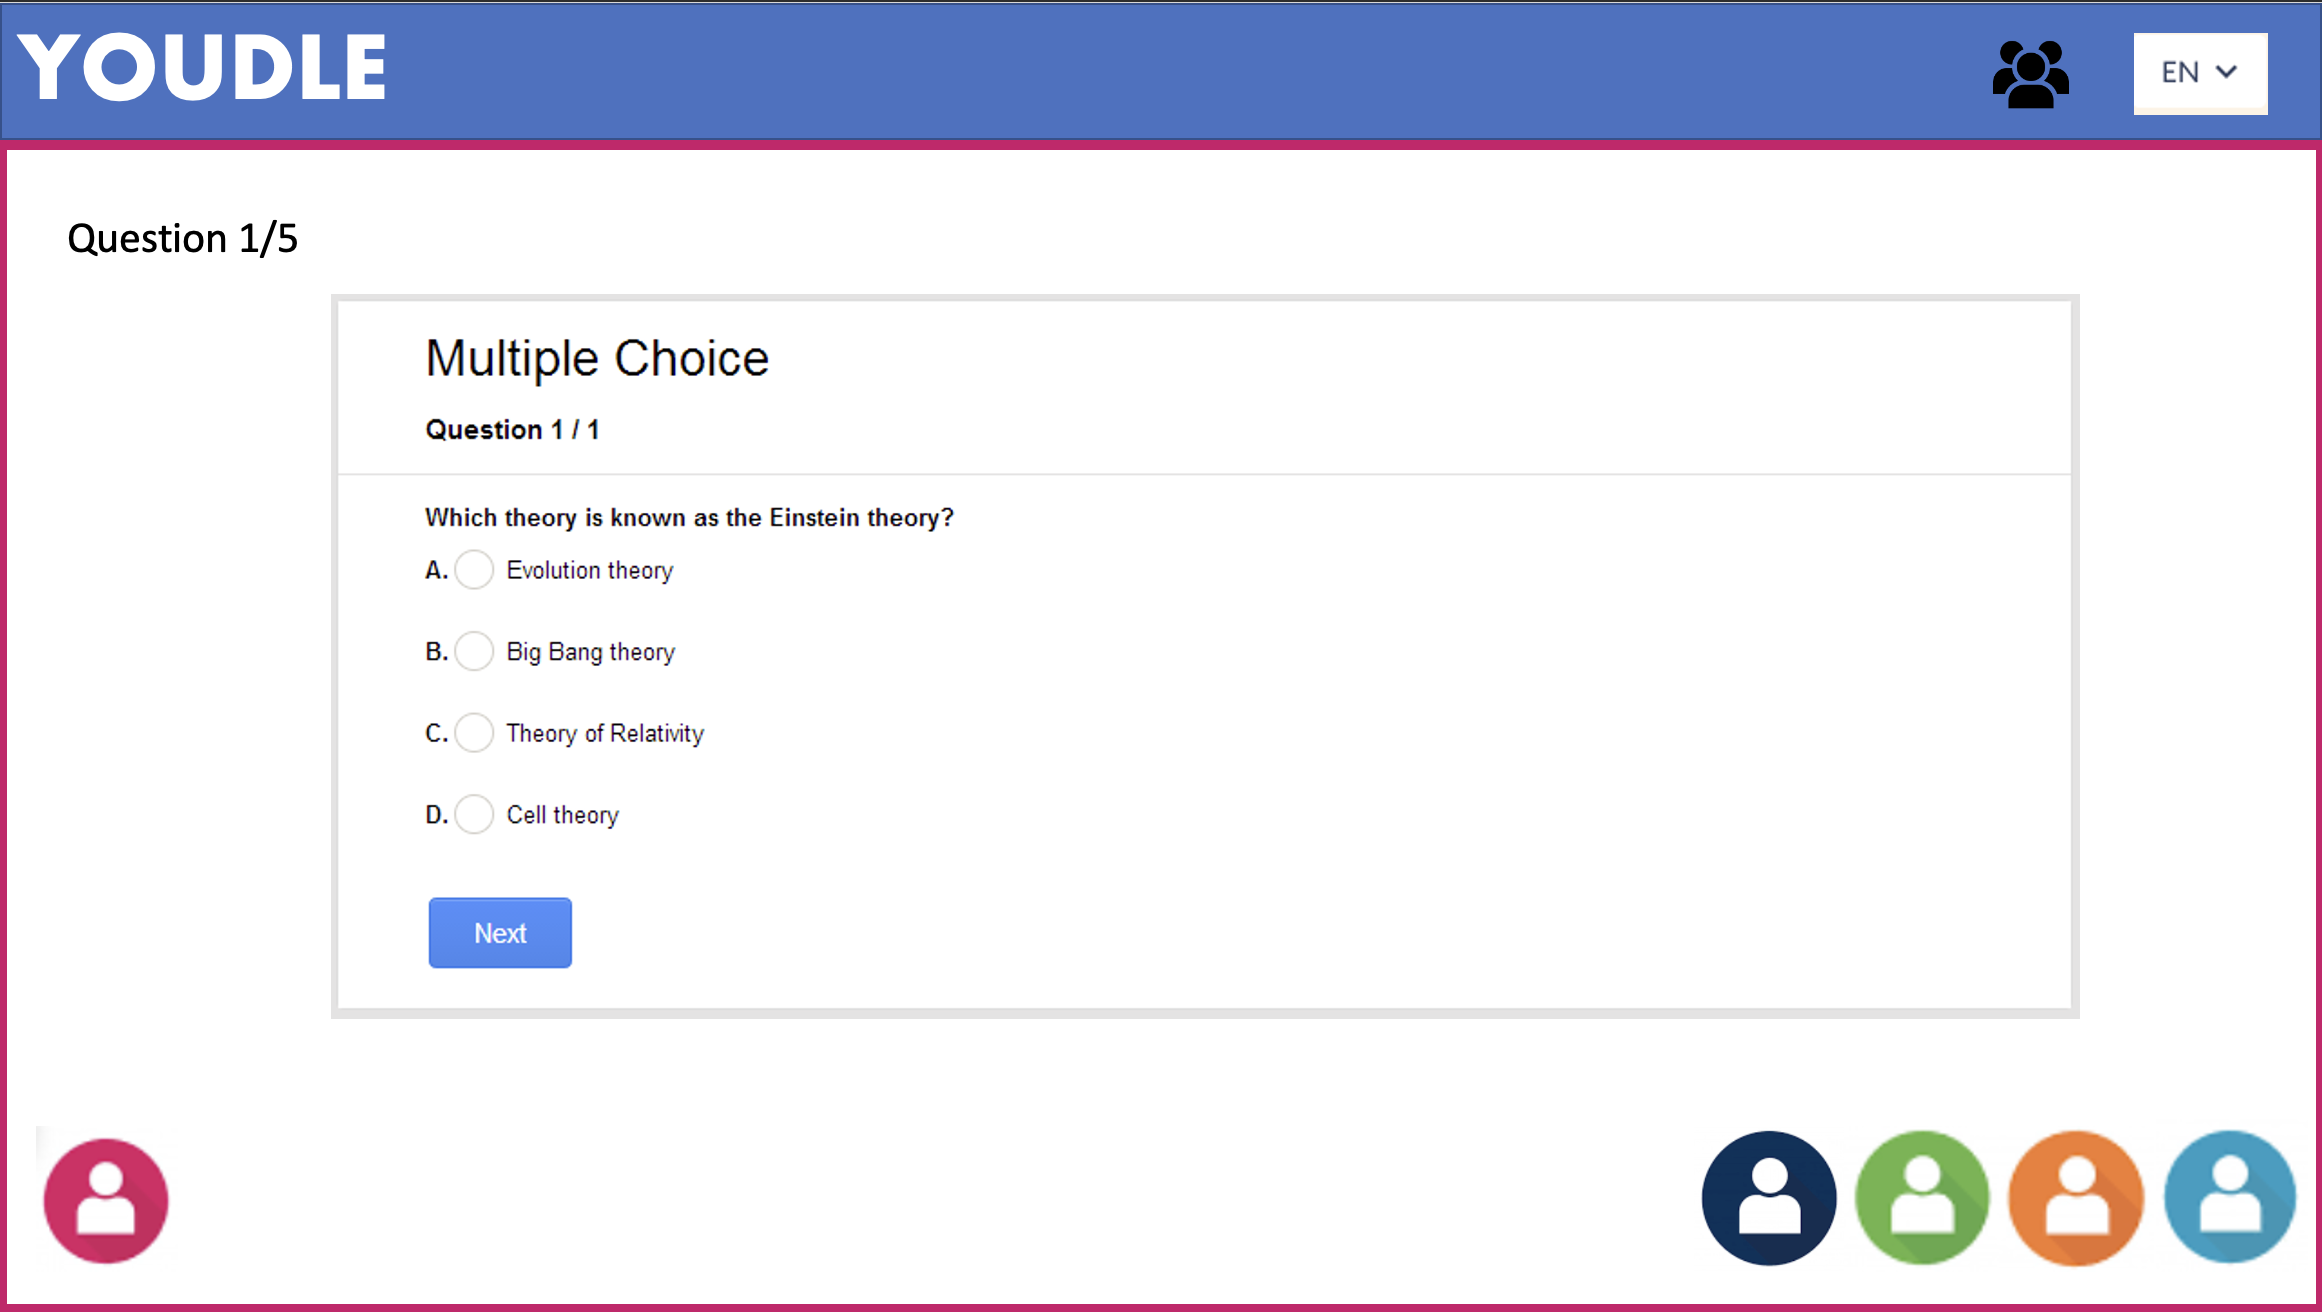 YOUDLE
EN
Question 1/5
Multiple Choice
Question 1 / 1
Which theory is known as the Einstein theory?
A. Evolution theory
B. Big Bang theory
C. Theory of Relativity
D. Cell theory
Next